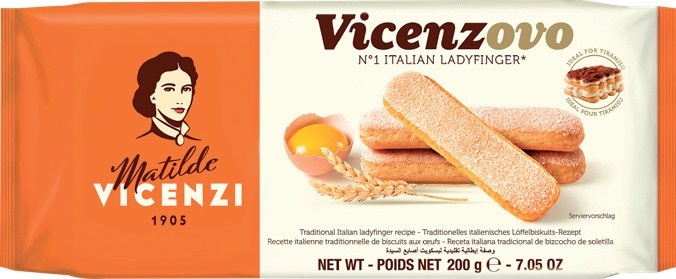 Vicenzovo
N°1 ITALIAN LADYFINGER*
IDEAL FOR TIRAMISÙ
IDÉAL POUR TIRAMISU
Matilde
VICENZI
1905
Serviervorschlag
Traditional Italian ladyfinger recipe - Traditionelles italienisches Löffelbiskuits-Rezept
Recette italienne traditionnelle de biscuits aux œufs - Receta italiana tradicional de bizcocho de soletilla
وصفة إيطالية تقليدية لبسكويت أصابع السيدة
NET WT - POIDS NET 200 g ℮ - 7.05 OZ